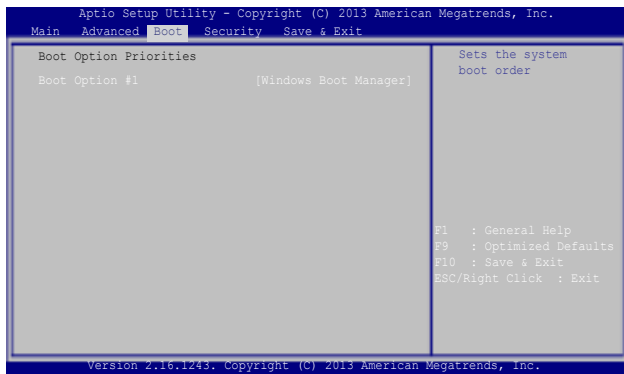 Aptio Setup Utility - Copyright (C) 2013 American Megatrends, Inc.
Main Advanced Boot Security Save & Exit
Boot Option Priorities
Boot Option #1 [Windows Boot Manager]
Sets the system
boot order
F1 : General Help
F9 : Optimized Defaults
F10 : Save & Exit
ESC/Right Click : Exit
Version 2.16.1243. Copyright (C) 2013 American Megatrends, Inc.